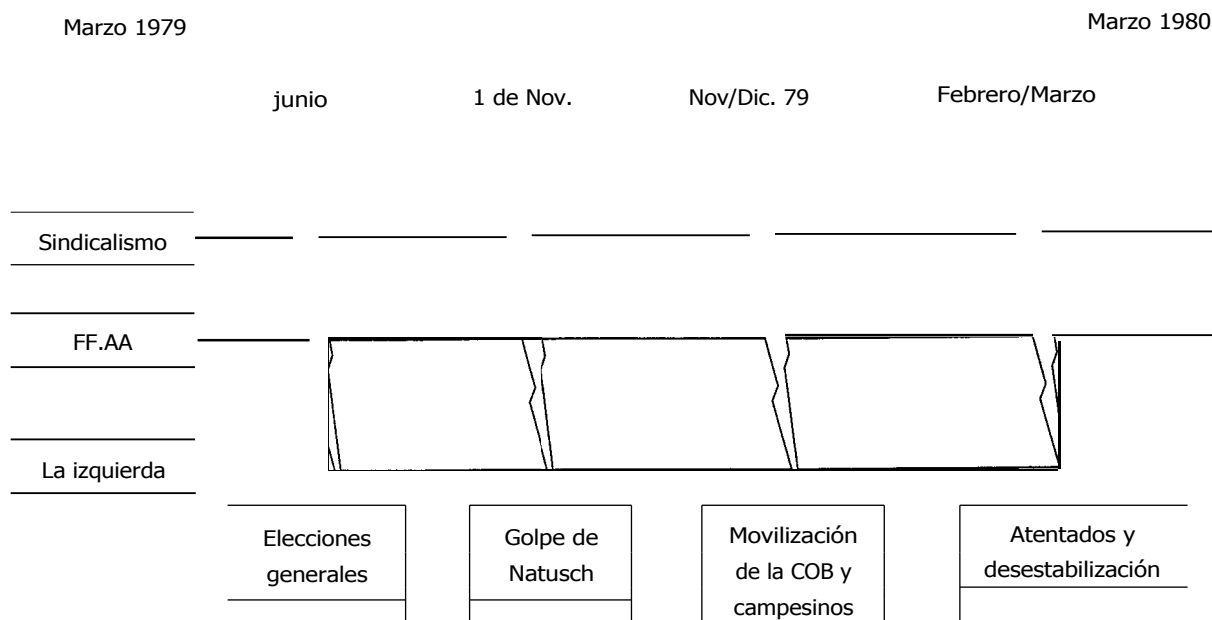 Marzo 1979
Marzo 1980
junio
1 de Nov.
Nov/Dic. 79
Febrero/Marzo
Sindicalismo
FF.AA
La izquierda
Elecciones
generales
Golpe de
Natusch
Movilización
de la COB y
campesinos
Atentados y
desestabilización